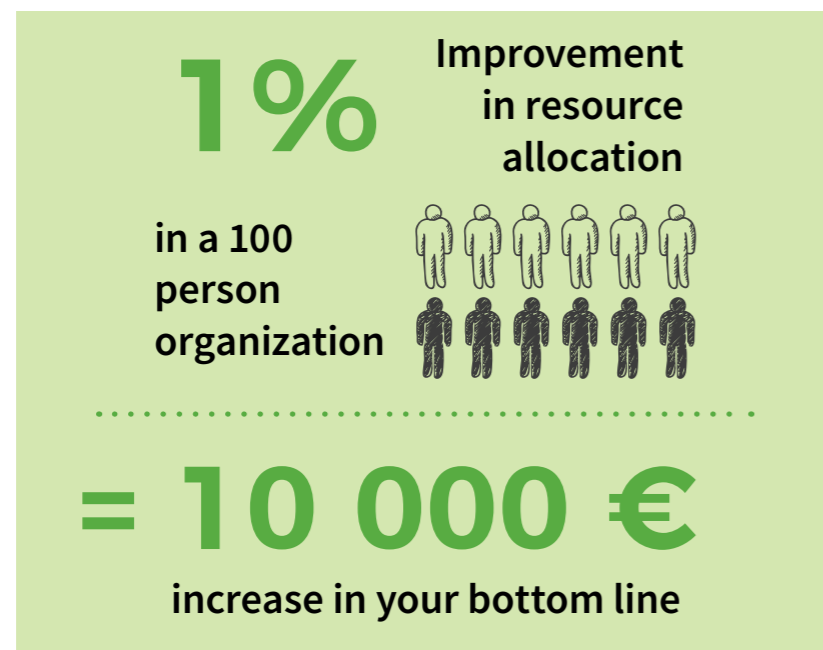 1%
Improvement
in resource
allocation
in a 100
person
organization
= 10 000 €
increase in your bottom line